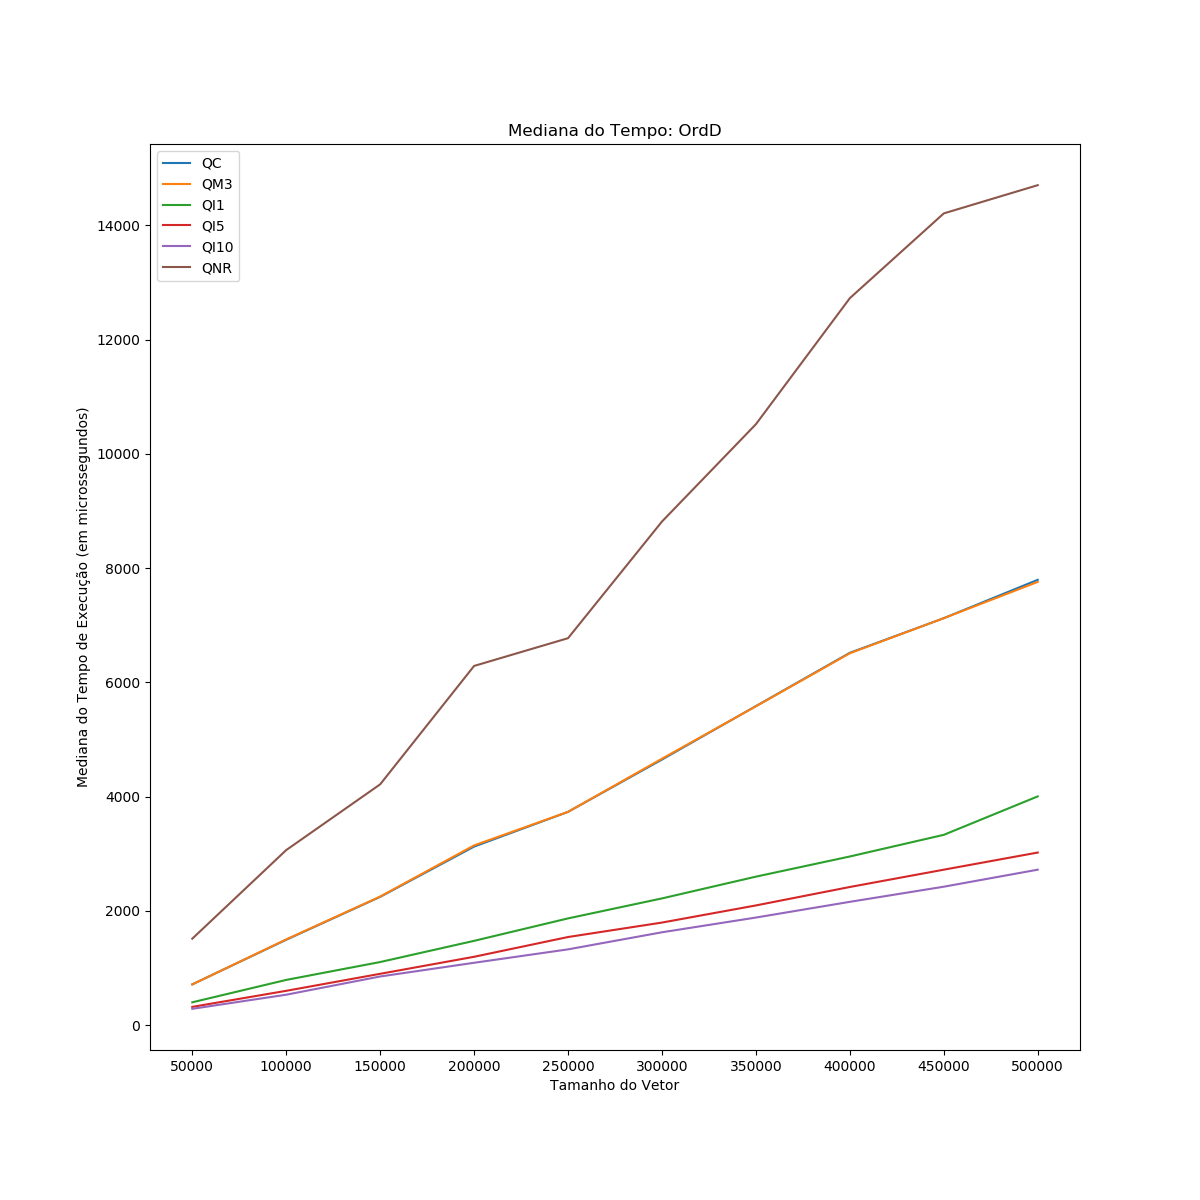 Mediana do Tempo: OrdD
QC
QM3
QI1
QI5
QI10
QNR
Mediana do Tempo de Execução (em microssegundos)
14000
12000
10000
8000
6000
4000
2000
0
50000 100000 150000 200000 250000 300000 350000 400000 450000 500000
Tamanho do Vetor